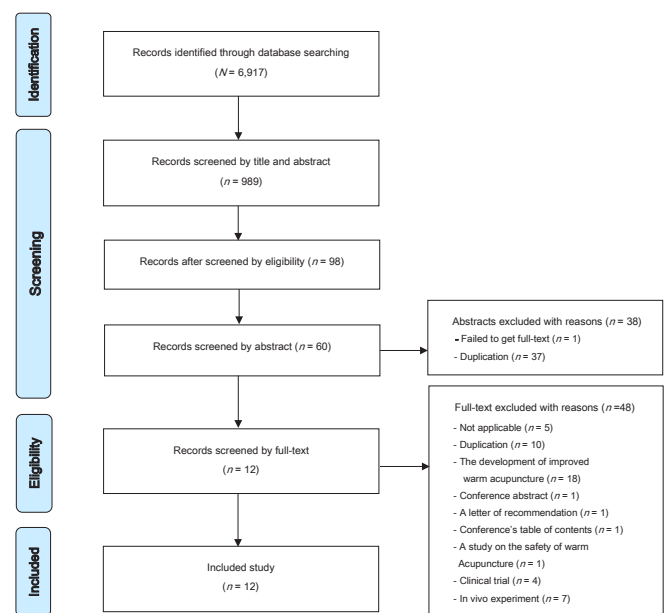 Identification
Records identified through database searching
(N = 6,917)
Screening
Records screened by title and abstract
(n = 989)
Records after screened by eligibility (n = 98)
Records screened by abstract (n = 60)
Abstracts excluded with reasons (n = 38)
- Failed to get full-text (n = 1)
- Duplication (n = 37)
Eligibility
Records screened by full-text
(n = 12)
Full-text excluded with reasons (n =48)
- Not applicable (n = 5)
- Duplication (n = 10)
- The development of improved
warm acupuncture (n = 18)
- Conference abstract (n = 1)
- A letter of recommendation (n = 1)
- Conference's table of contents (n = 1)
- A study on the safety of warm
Acupuncture (n = 1)
- Clinical trial (n = 4)
- In vivo experiment (n = 7)
Included
Included study
(n = 12)